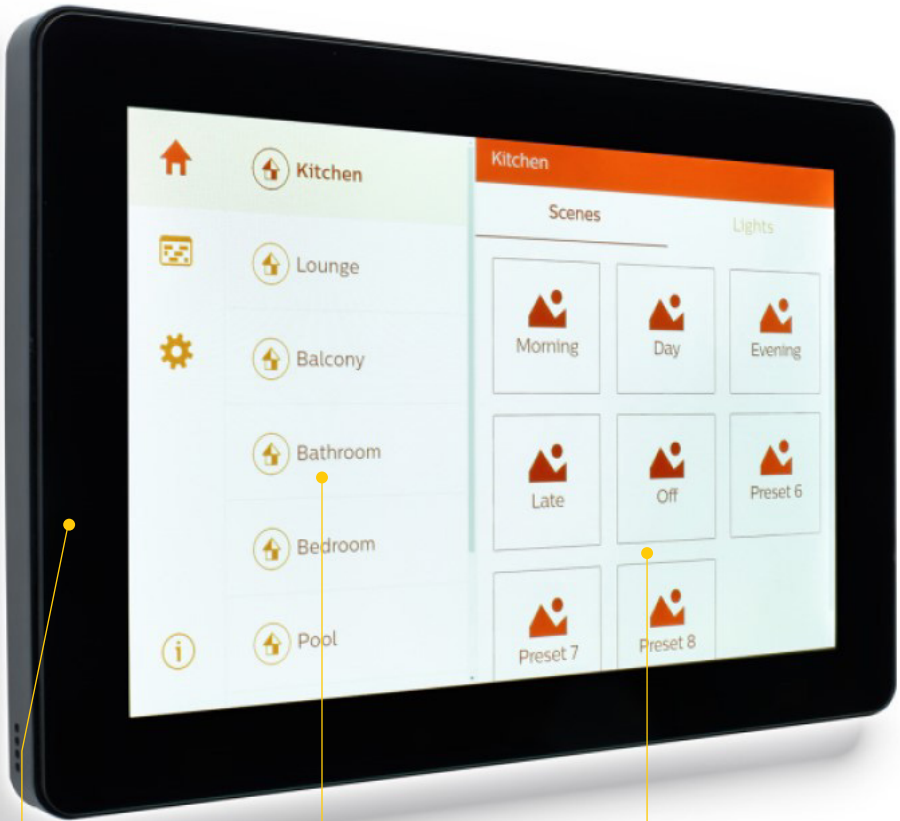 Kitchen
Lounge
Balcony
Bathroom
Bedroom
Pool
i
Kitchen
Scenes Lights
Morning Day Evening
Late Off Preset 6
Preset 7 Preset 8